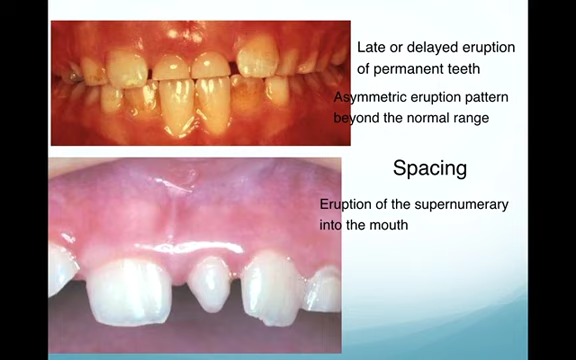 Late or delayed eruption
of permanent teeth
Asymmetric eruption pattern
beyond the normal range
Spacing
Eruption of the supernumerary
into the mouth